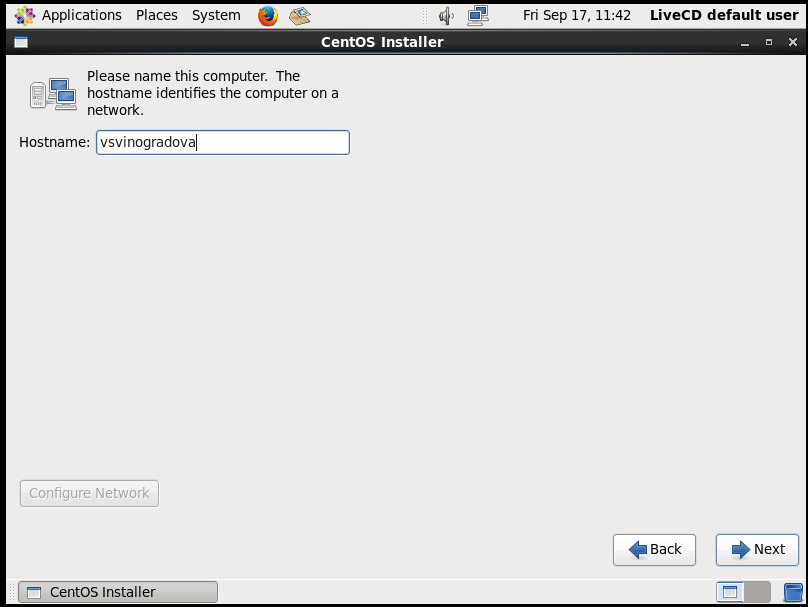 Applications Places System Fri Sep 17, 11:42 LiveCD default user
CentOS Installer
Please name this computer. The
hostname identifies the computer on a
network.
Hostname: vsvinogradova
Configure Network
Back Next
CentOS Installer